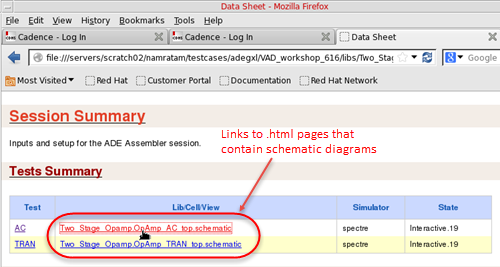 Data Sheet - Mozilla Firefox
File Edit View History Bookmarks Tools Help
Cadence - Log In Cadence - Log In Data Sheet
file:///servers/scratch02/namratam/testcases/adegxl/VAD_workshop_616/libs/Two_Stag Google
Most Visited Red Hat Customer Portal Documentation Red Hat Network
Session Summary
Inputs and setup for the ADE Assembler session.
Links to .html pages that
contain schematic diagrams
Tests Summary
Test Lib/Cell/View Simulator State
AC Two_Stage_Opamp.OpAmp_AC_top.schematic spectre Interactive.19
TRAN Two_Stage_Opamp.OpAmp_TRAN_top.schematic spectre Interactive.19